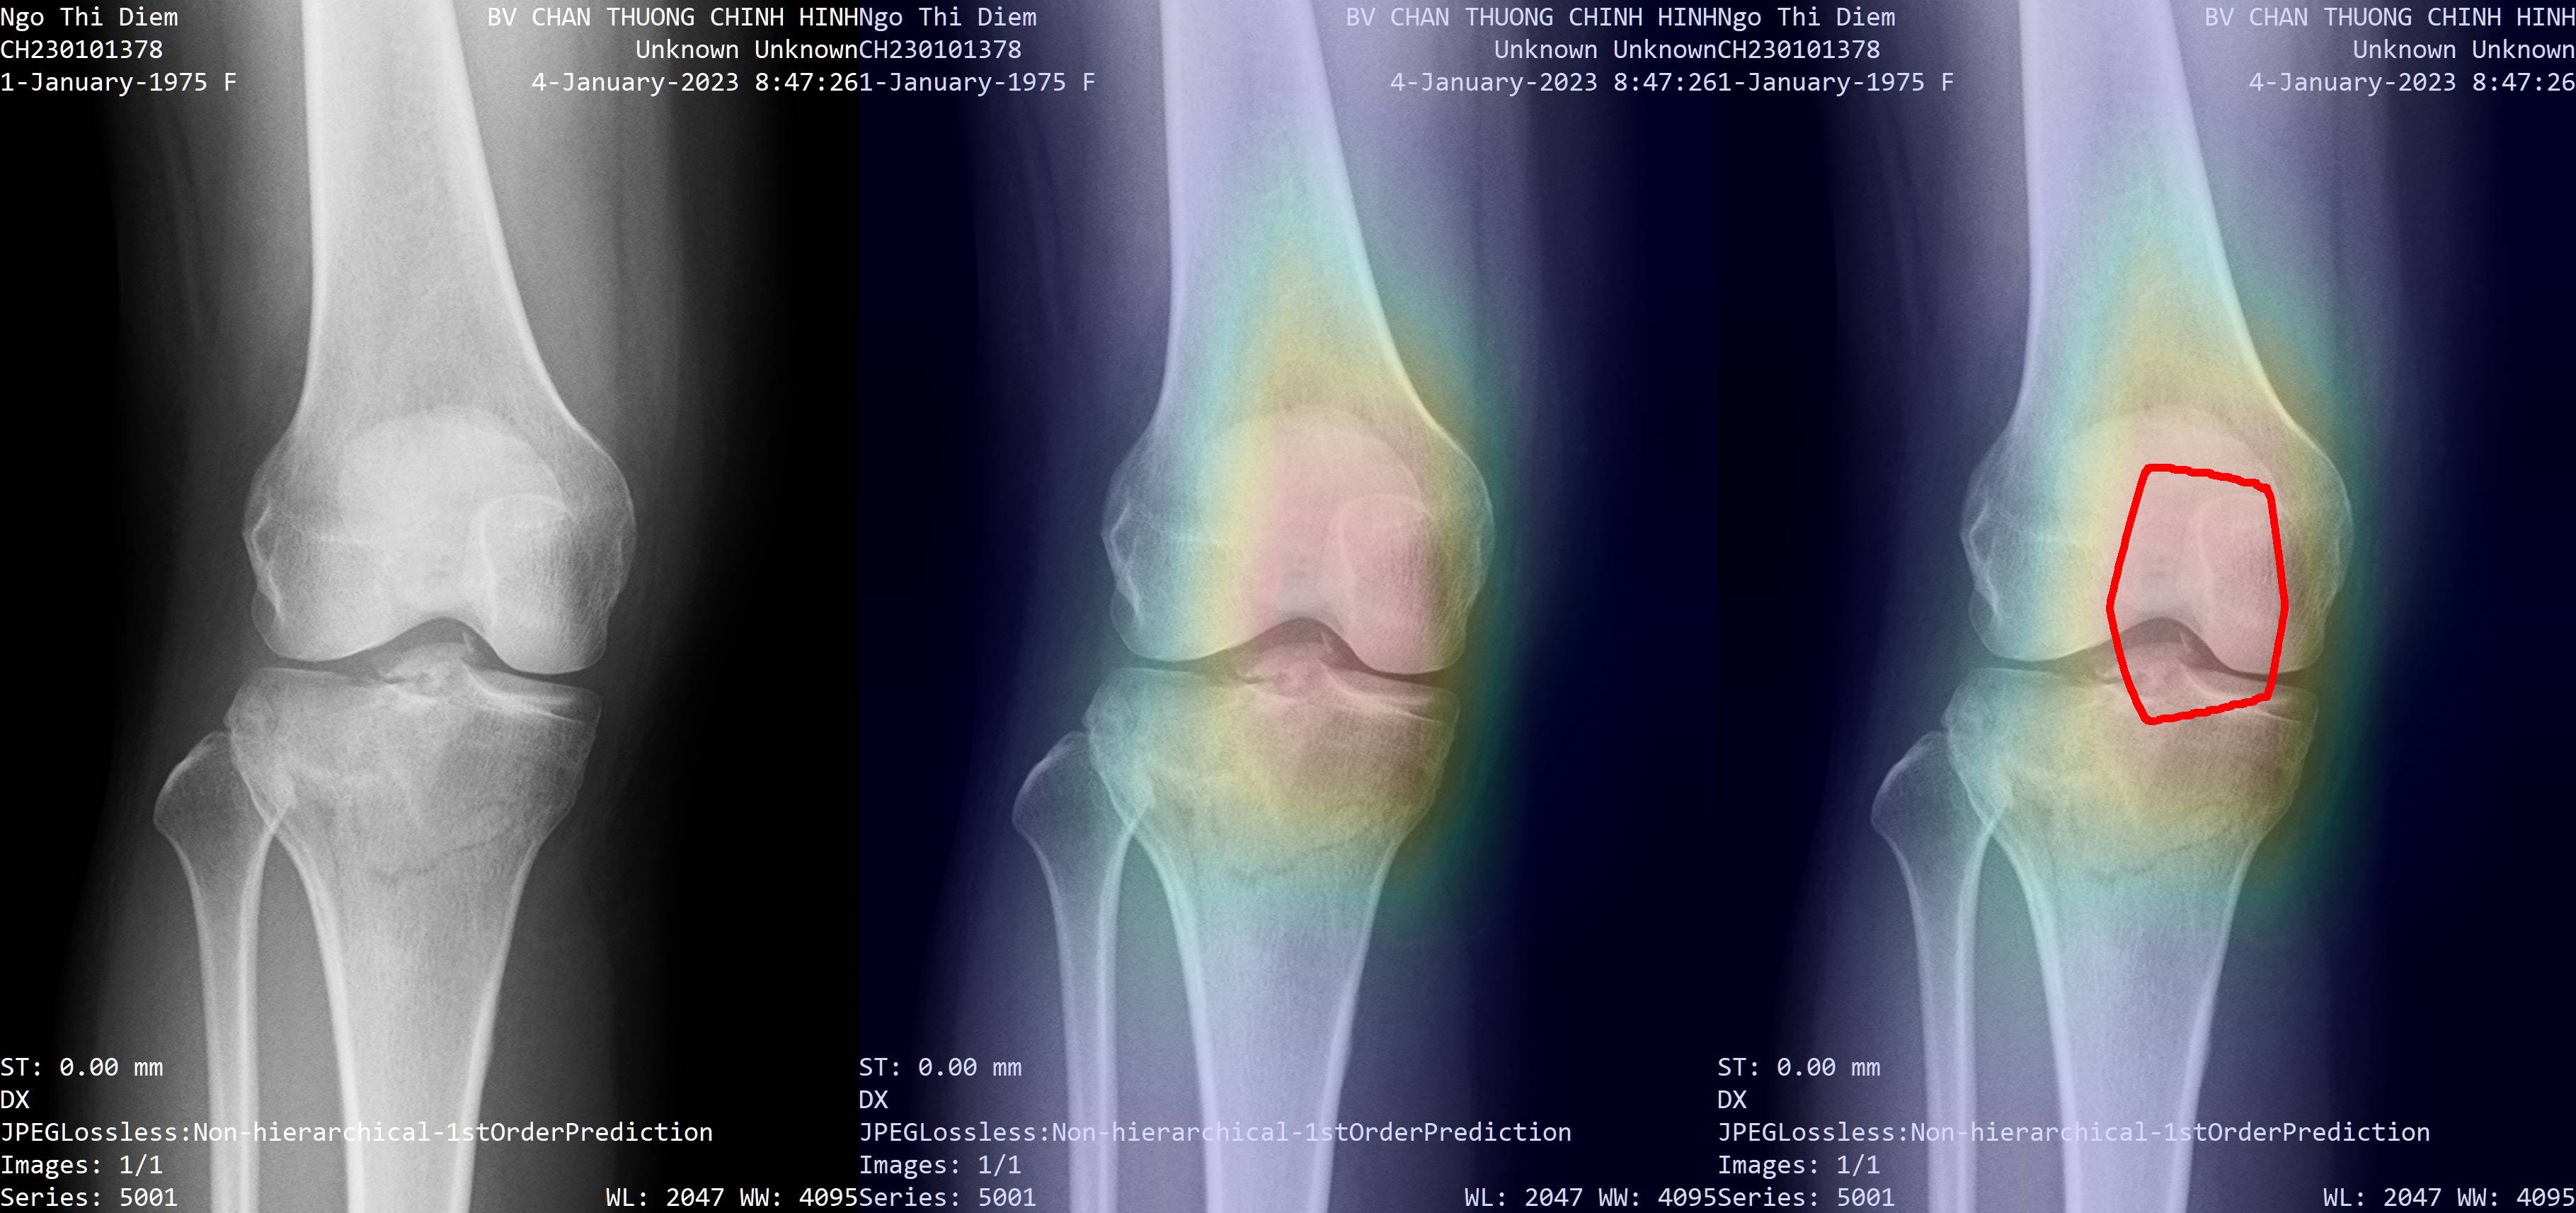 Ngo Thi Diem
CH230101378
1-January-1975 F
BV CHAN THUONG CHINH HINH
Unknown Unknown
4-January-2023 8:47:26
ST: 0.00 mm
DX
JPEGLossless:Non-hierarchical-1stOrderPrediction
Images: 1/1
Series: 5001
WL: 2047 WW: 4095
Ngo Thi Diem
CH230101378
1-January-1975 F
BV CHAN THUONG CHINH HINH
Unknown Unknown
4-January-2023 8:47:26
ST: 0.00 mm
DX
JPEGLossless:Non-hierarchical-1stOrderPrediction
Images: 1/1
Series: 5001
WL: 2047 WW: 4095
Ngo Thi Diem
CH230101378
1-January-1975 F
BV CHAN THUONG CHINH HINH
Unknown Unknown
4-January-2023 8:47:26
ST: 0.00 mm
DX
JPEGLossless:Non-hierarchical-1stOrderPrediction
Images: 1/1
Series: 5001
WL: 2047 WW: 4095